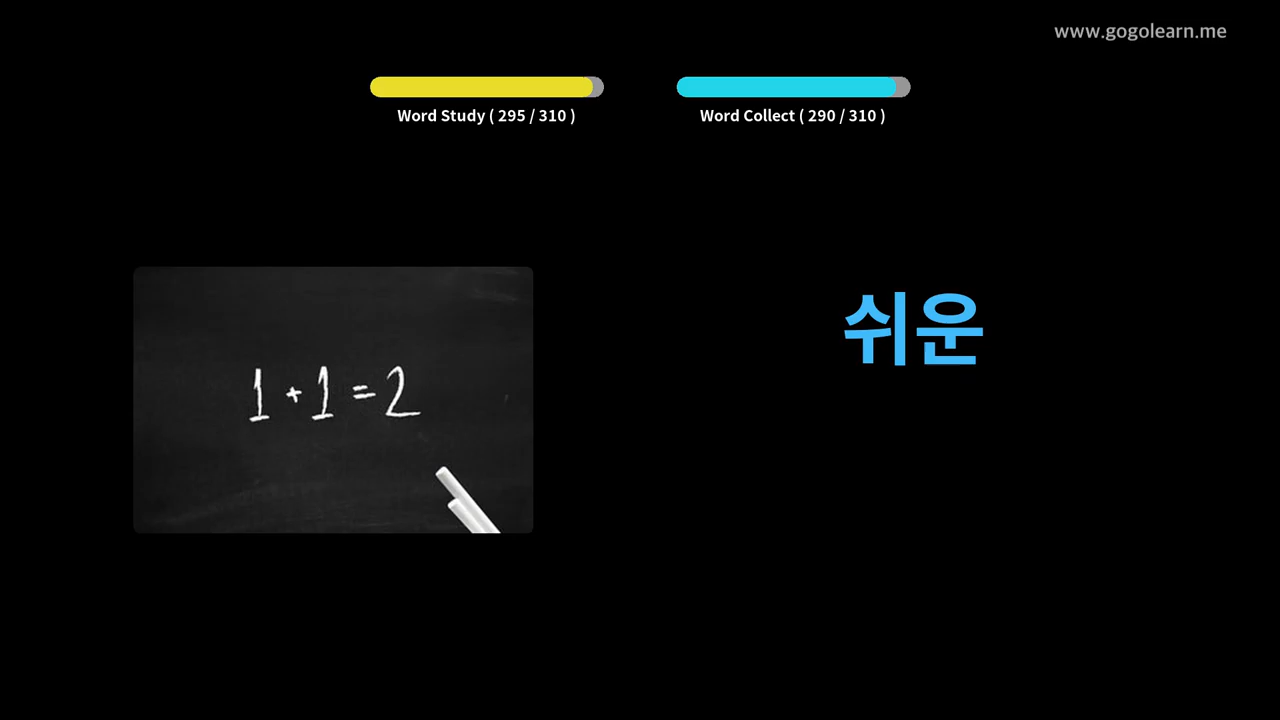 www.gogolearn.me
Word Study ( 295 / 310 )
Word Collect ( 290 / 310 )
1 + 1 = 2
쉬운